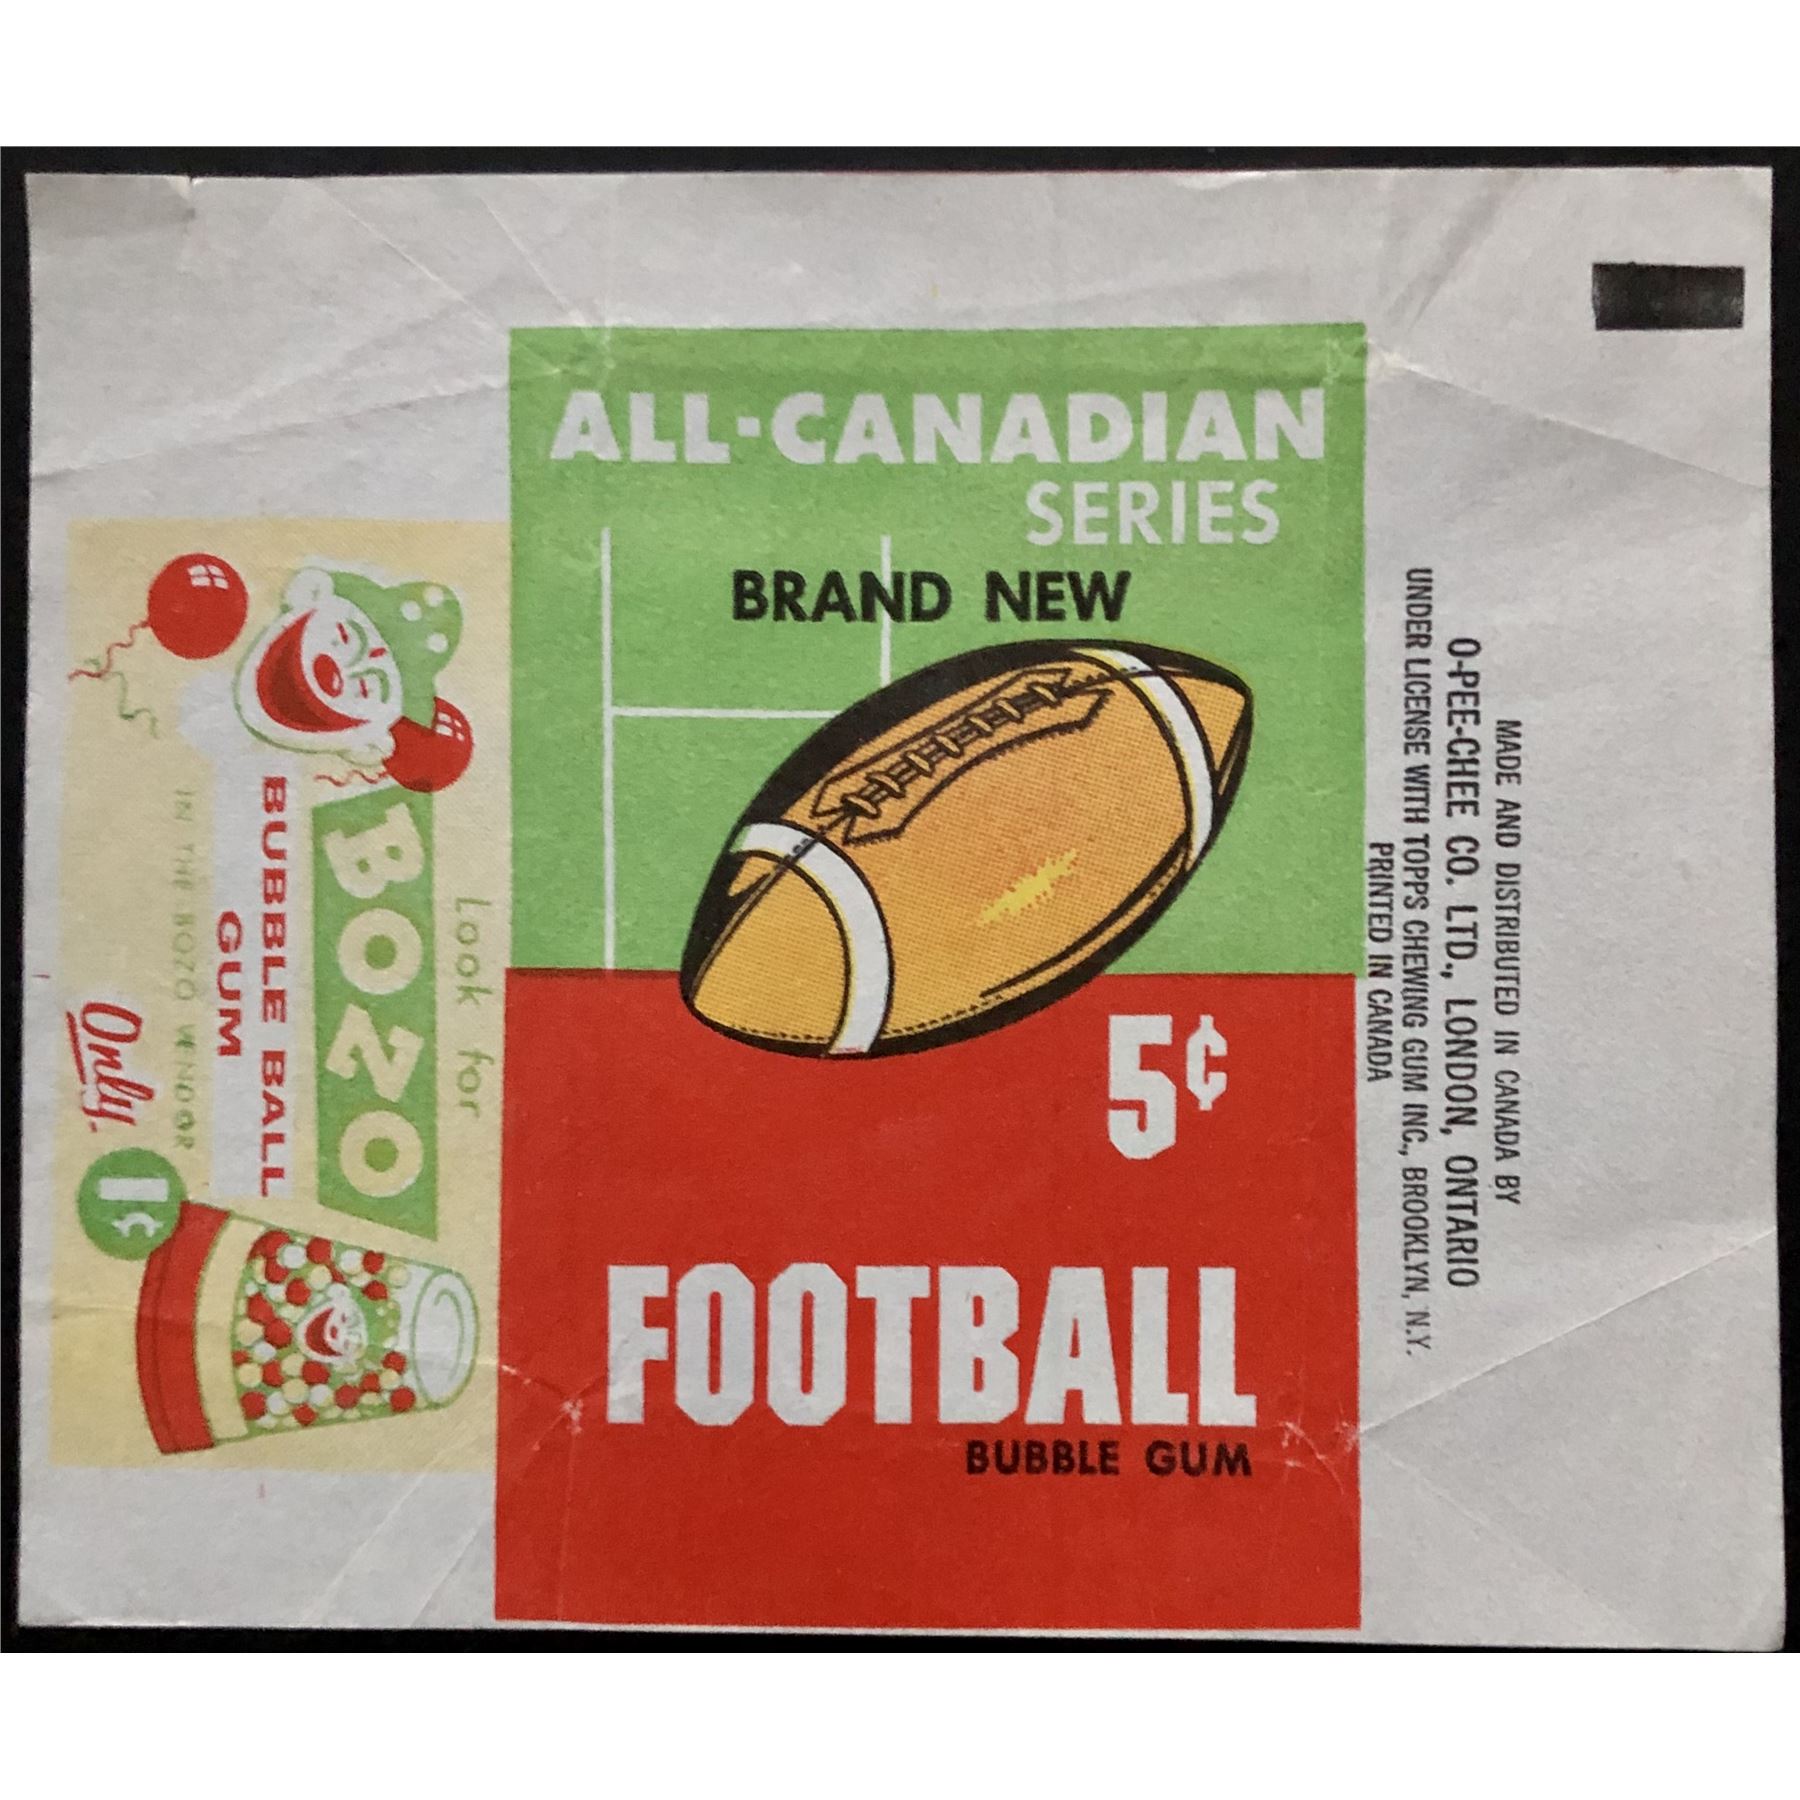 ALL-CANADIAN
SERIES
BRAND NEW
5¢
FOOTBALL
BUBBLE GUM
Look for
BOZO
BUBBLE BALL
GUM
IN THE BOZO VENDOR
Only
1¢
MADE AND DISTRIBUTED IN CANADA BY
O-PEE-CHEE CO. LTD., LONDON, ONTARIO
UNDER LICENSE WITH TOPPS CHEWING GUM INC., BROOKLYN, N.Y.
PRINTED IN CANADA